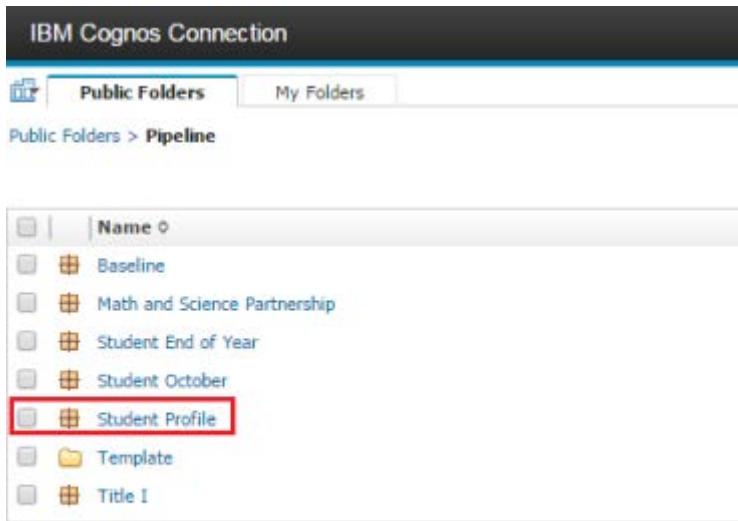 IBM Cognos Connection
Public Folders My Folders
Public Folders > Pipeline
Name
Baseline
Math and Science Partnership
Student End of Year
Student October
Student Profile
Template
Title I